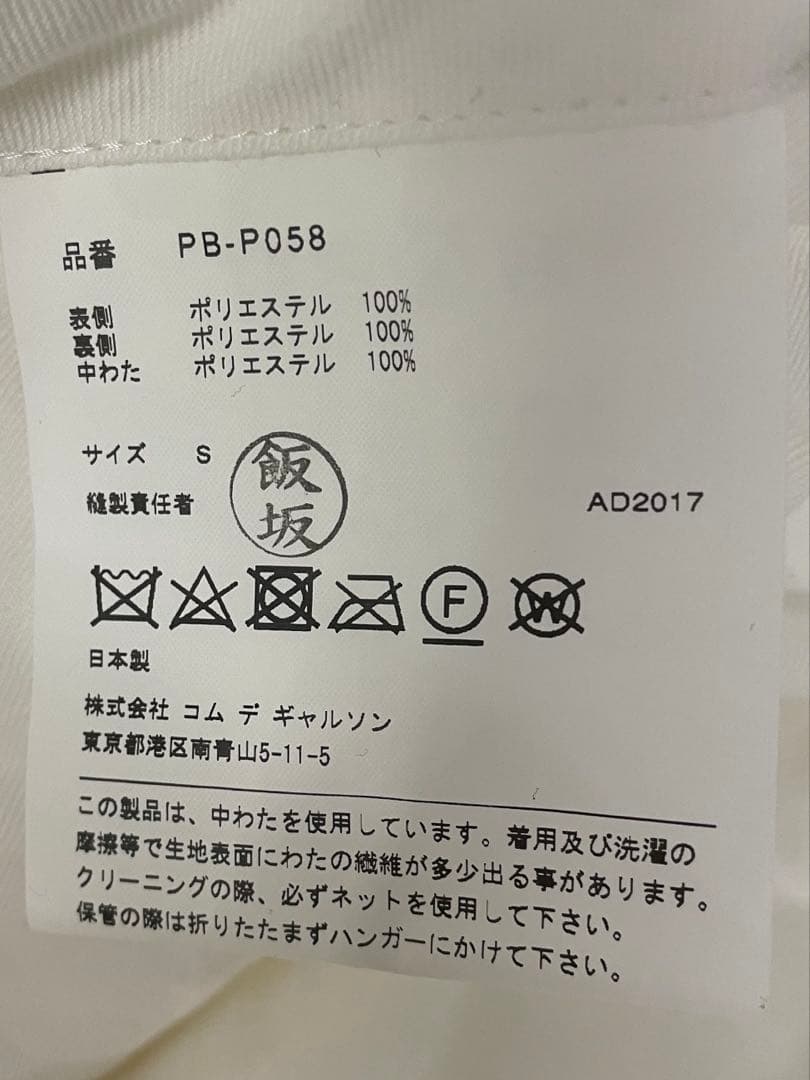 品番 PB-P058
表側 ポリエステル 100%
裏側 ポリエステル 100%
中わた ポリエステル 100%
サイズ S
飯坂
縫製責任者
AD2017
F W
日本製
株式会社 コム デ ギャルソン
東京都港区南青山5-11-5
この製品は、中わたを使用しています。着用及び洗濯の
摩擦等で生地表面にわたの繊維が多少出る事があります。
クリーニングの際、必ずネットを使用して下さい。
保管の際は折りたたまずハンガーにかけて下さい。